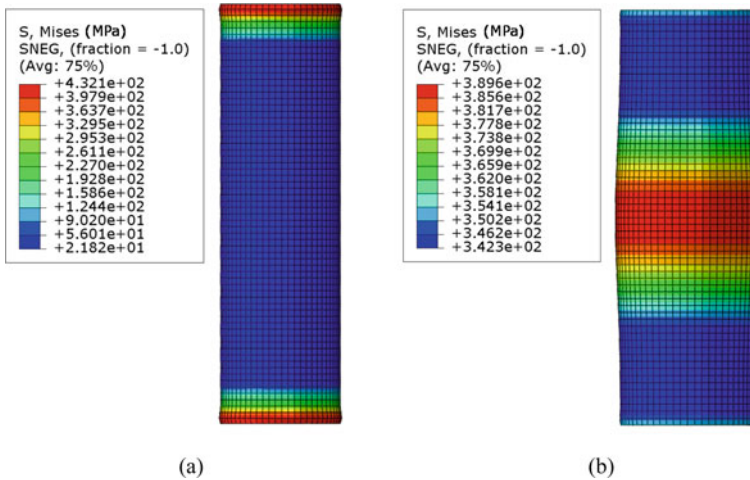 S, Mises (MPa)
SNEG, (fraction = -1.0)
(Avg: 75%)
+4.321e+02
+3.979e+02
+3.637e+02
+3.295e+02
+2.953e+02
+2.611e+02
+2.270e+02
+1.928e+02
+1.586e+02
+1.244e+02
+9.020e+01
+5.601e+01
+2.182e+01
(a)
S, Mises (MPa)
SNEG, (fraction = -1.0)
(Avg: 75%)
+3.896e+02
+3.856e+02
+3.817e+02
+3.778e+02
+3.738e+02
+3.699e+02
+3.659e+02
+3.620e+02
+3.581e+02
+3.541e+02
+3.502e+02
+3.462e+02
+3.423e+02
(b)